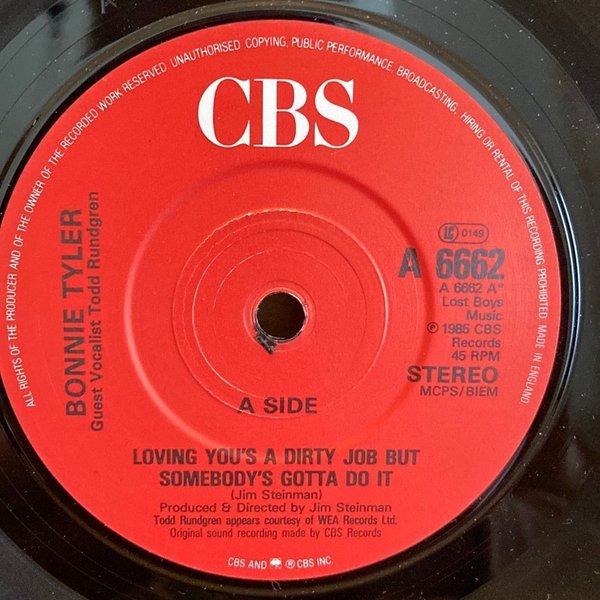 ALL RIGHTS OF THE PRODUCER AND OF THE OWNER OF THE RECORDED WORK RESERVED UNAUTHORISED COPYING, PUBLIC PERFORMANCE, BROADCASTING, HIRING OR RENTAL OF THIS RECORDING PROHIBITED. MADE IN ENGLAND.
CBS
BONNIE TYLER
Guest Vocalist Todd Rundgren
LC 0149
A 6662
A 6662 A°
Lost Boys
Music
℗ 1985 CBS
Records
45 RPM
STEREO
MCPS/BIEM
A SIDE
LOVING YOU'S A DIRTY JOB BUT
SOMEBODY'S GOTTA DO IT
(Jim Steinman)
Produced & Directed by Jim Steinman
Todd Rundgren appears courtesy of WEA Records Ltd.
Original sound recording made by CBS Records
CBS AND ® CBS INC.